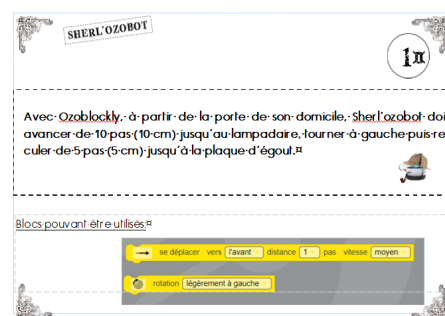 SHERL'OZOBOT
1¤
Avec·Ozoblockly,·à·partir·de·la·porte·de·son·domicile,·Sherl'ozobot·doi
avancer·de·10·pas·(10·cm)·jusqu'au·lampadaire,·tourner·à·gauche·puis·re
culer·de·5·pas·(5·cm)·jusqu'à·la·plaque·d'égout.¤
Blocs·pouvant·être·utilisés:¤
se déplacer vers l'avant distance 1 pas vitesse moyen
rotation légèrement à gauche